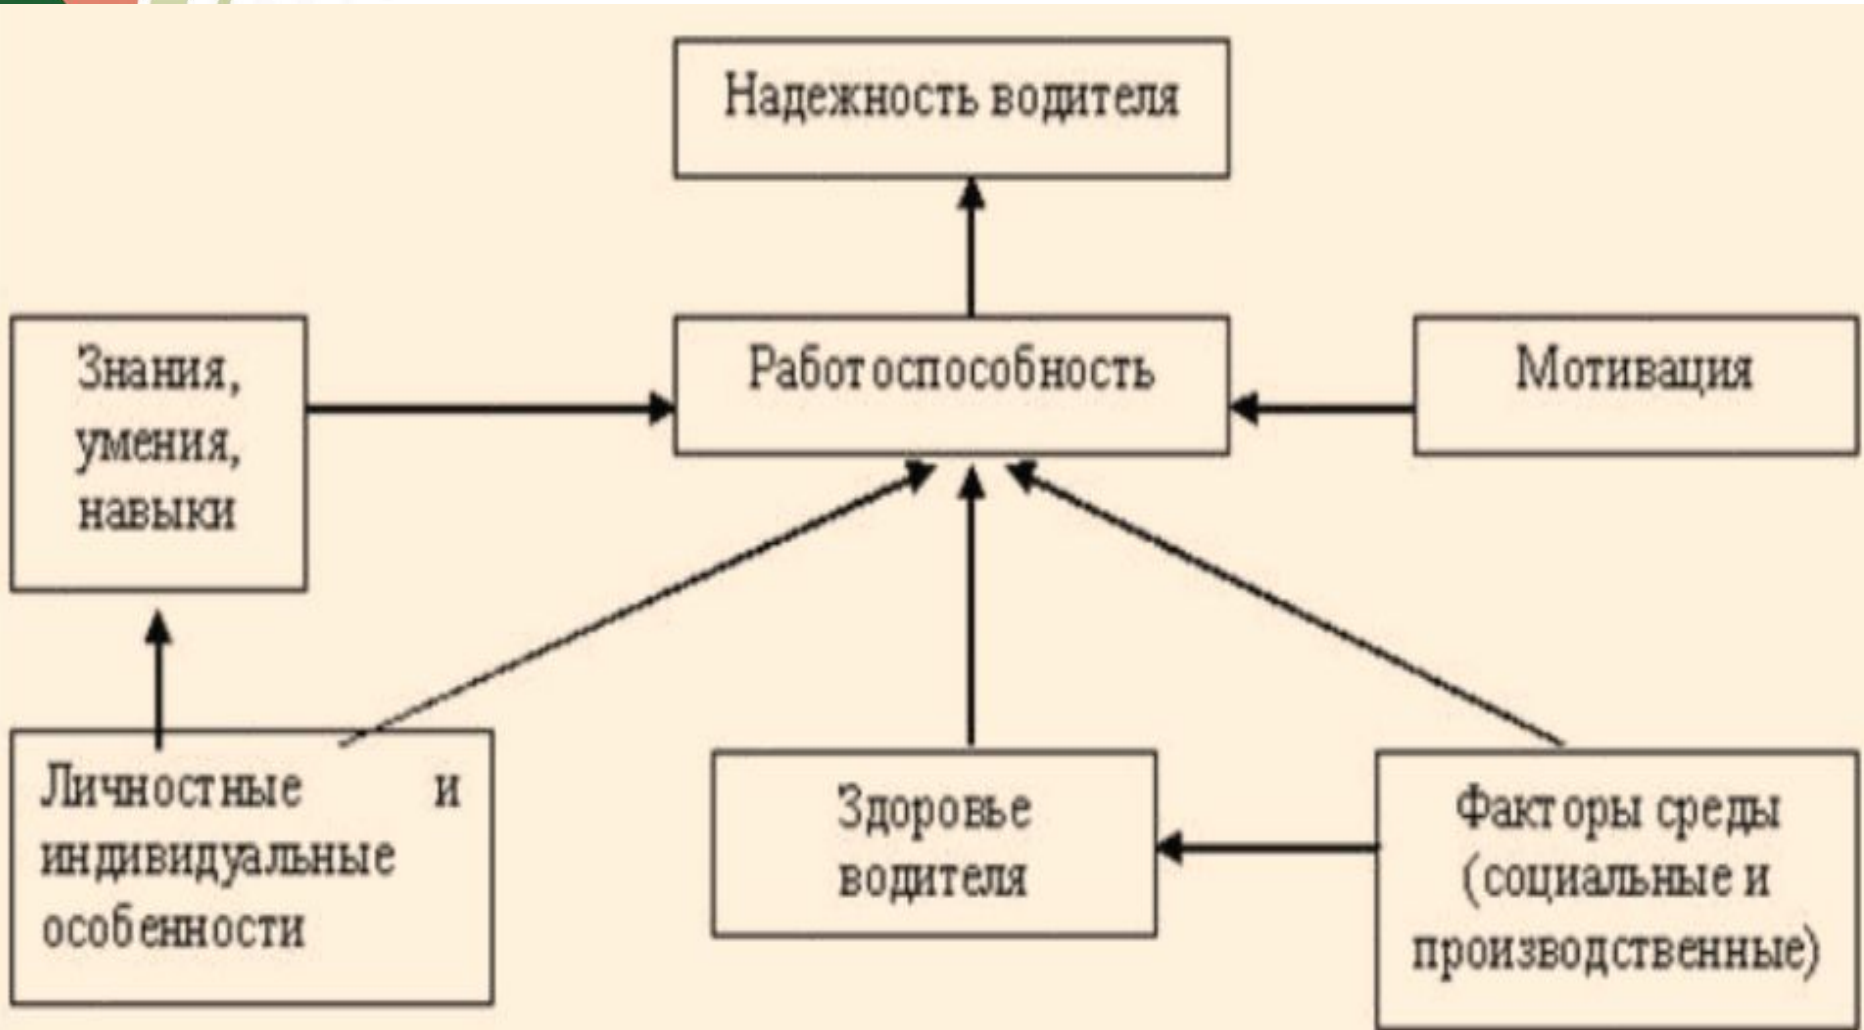 Надежность водителя
Знания,
умения,
навыки
Работоспособность
Мотивация
Личностные и
индивидуальные
особенности
Здоровье
водителя
Факторы среды
(социальные и
производственные)